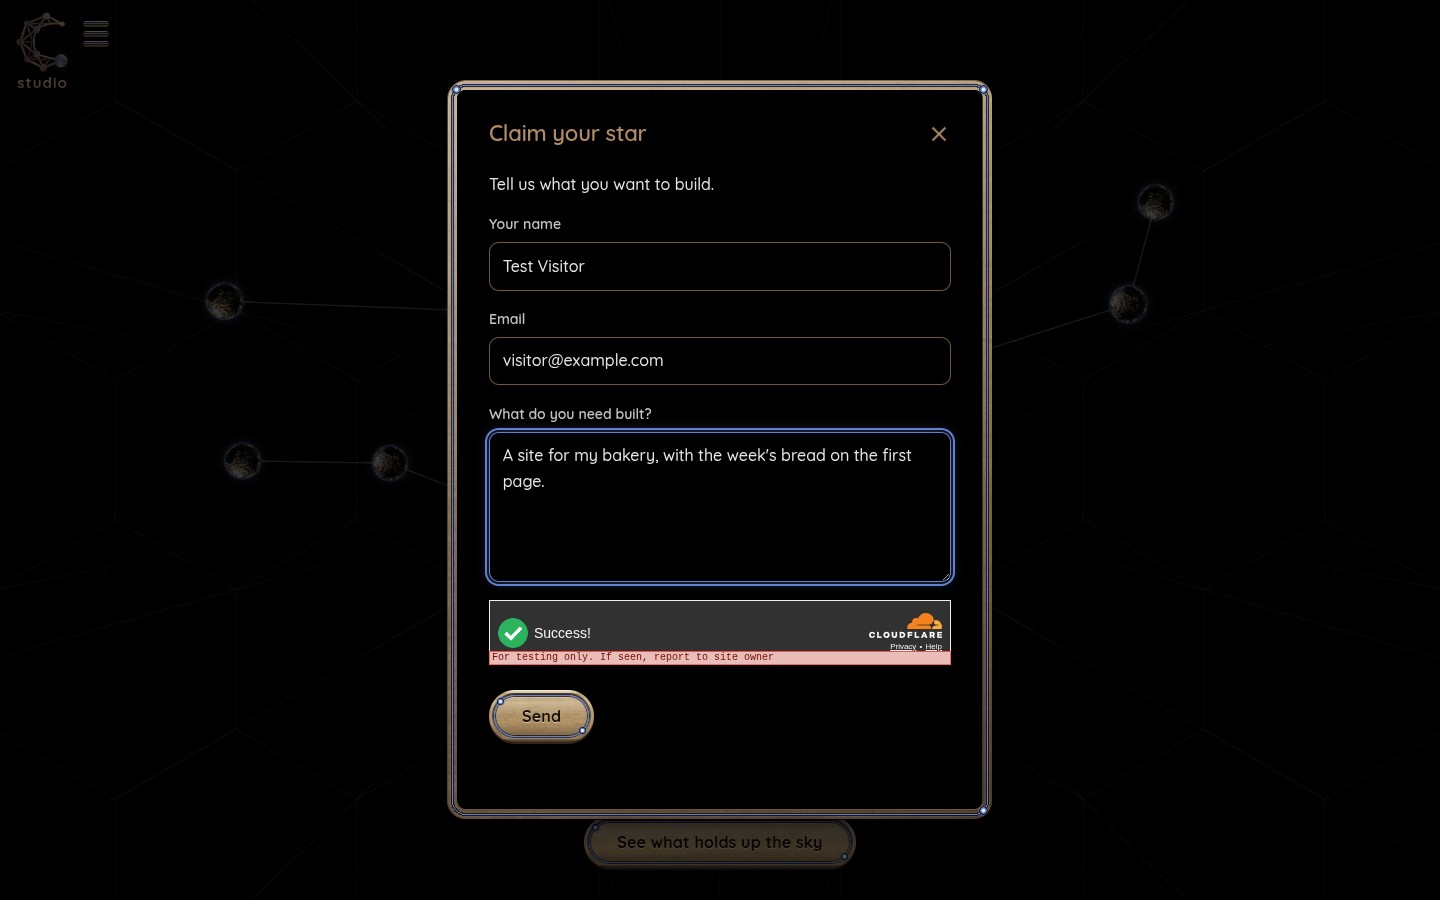 studio
Claim your star
Tell us what you want to build.
Your name
Test Visitor
Email
visitor@example.com
What do you need built?
A site for my bakery, with the week's bread on the first
page.
Success!
CLOUDFLARE
Privacy • Help
For testing only. If seen, report to site owner
Send
See what holds up the sky